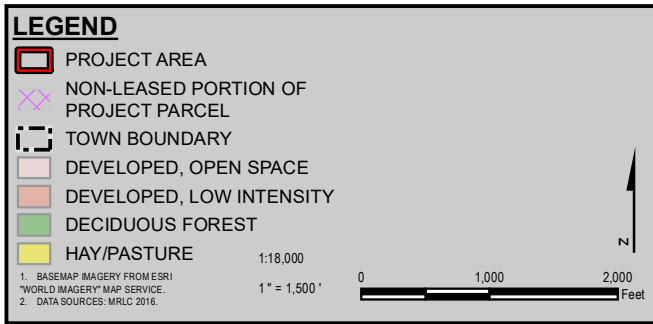 LEGEND
PROJECT AREA
NON-LEASED PORTION OF
PROJECT PARCEL
TOWN BOUNDARY
DEVELOPED, OPEN SPACE
DEVELOPED, LOW INTENSITY
DECIDUOUS FOREST
HAY/PASTURE
1. BASEMAP IMAGERY FROM ESRI
"WORLD IMAGERY" MAP SERVICE.
2. DATA SOURCES: MRLC 2016.
1:18,000
1 " = 1,500 '
N
0 1,000 2,000
Feet